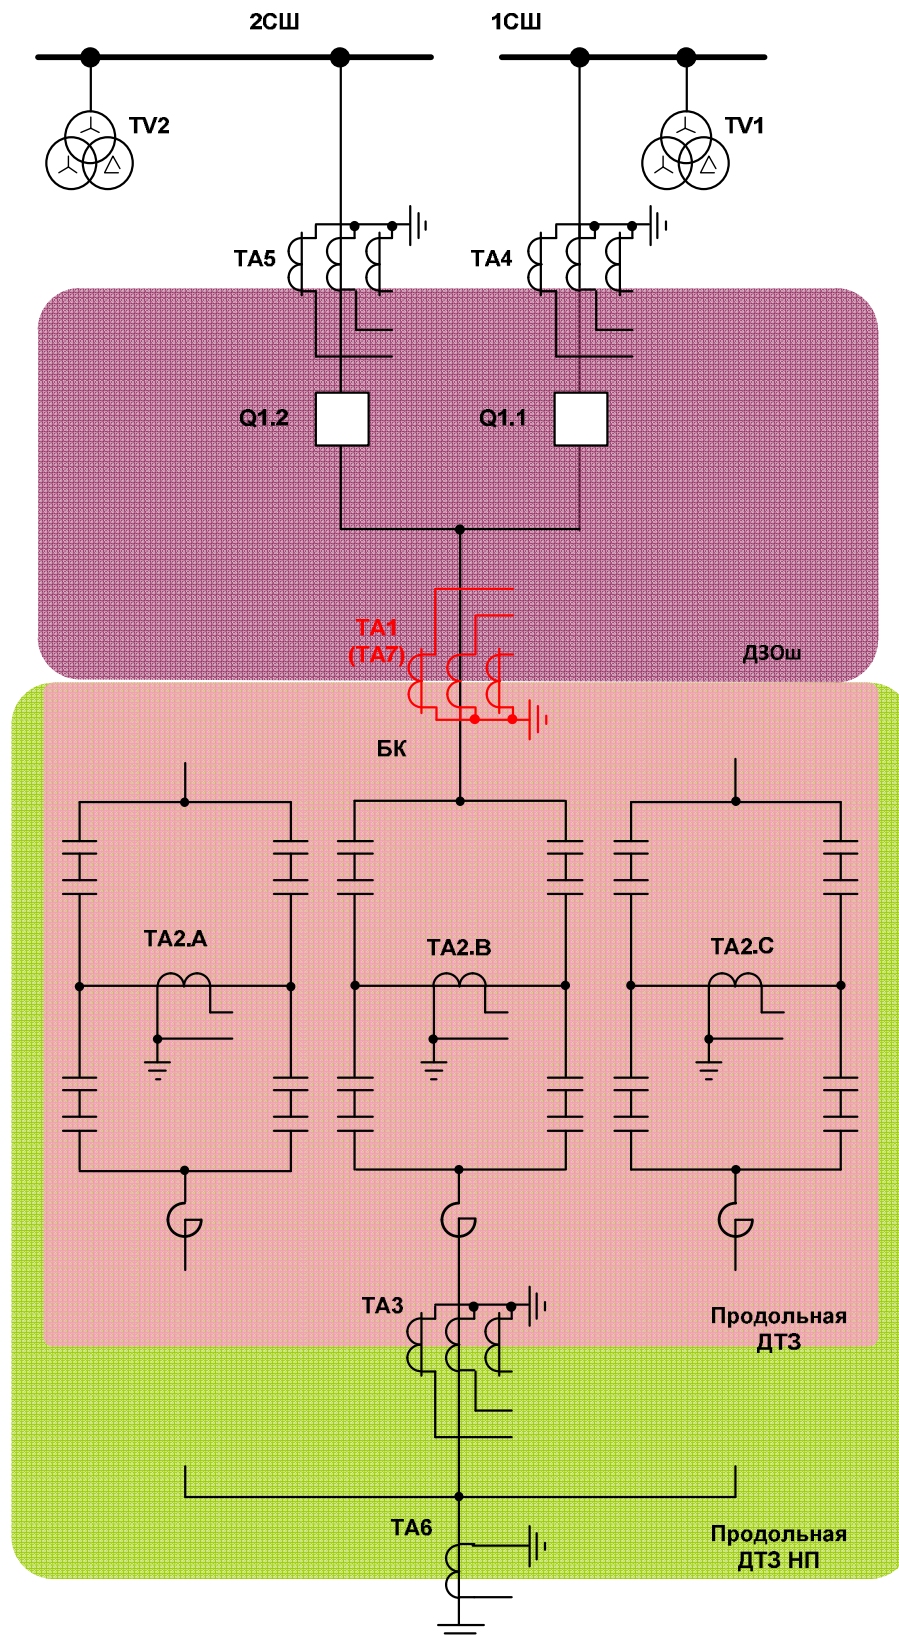 2СШ
1СШ
TV2
TV1
ТА5
ТА4
Q1.2
Q1.1
ТА1
(ТА7)
ДЗОш
БК
ТА2.А
ТА2.В
ТА2.С
ТА3
Продольная
ДТЗ
ТА6
Продольная
ДТЗ НП